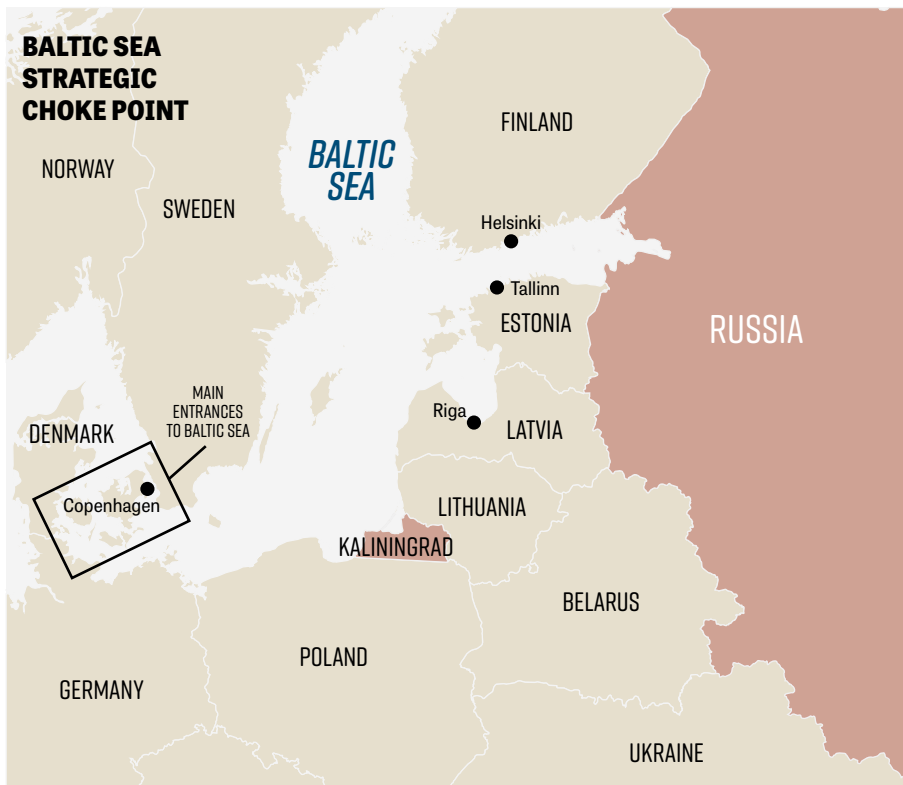 BALTIC SEA
STRATEGIC
CHOKE POINT
NORWAY
SWEDEN
FINLAND
BALTIC
SEA
Helsinki
Tallinn
ESTONIA
RUSSIA
MAIN
ENTRANCES
TO BALTIC SEA
DENMARK
Riga
LATVIA
Copenhagen
LITHUANIA
KALININGRAD
BELARUS
POLAND
GERMANY
UKRAINE